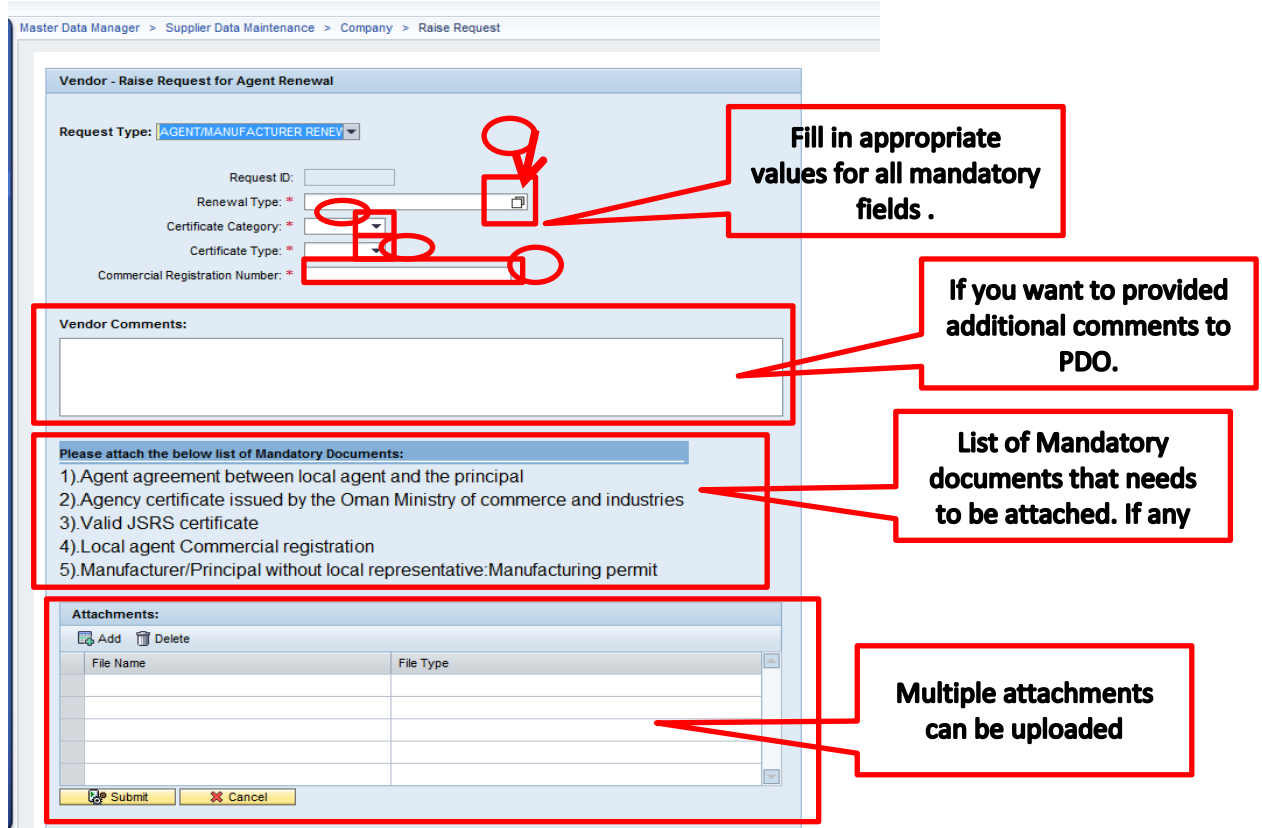 Master Data Manager > Supplier Data Maintenance > Company > Raise Request
Vendor - Raise Request for Agent Renewal
Request Type: AGENT/MANUFACTURER RENEW
Request ID:
Renewal Type: *
Certificate Category: *
Certificate Type: *
Commercial Registration Number: *
Fill in appropriate
values for all mandatory
fields .
Vendor Comments:
If you want to provided
additional comments to
PDO.
Please attach the below list of Mandatory Documents:
1).Agent agreement between local agent and the principal
2).Agency certificate issued by the Oman Ministry of commerce and industries
3).Valid JSRS certificate
4).Local agent Commercial registration
5).Manufacturer/Principal without local representative:Manufacturing permit
List of Mandatory
documents that needs
to be attached. If any
Attachments:
Add Delete
File Name File Type
Multiple attachments
can be uploaded
Submit Cancel